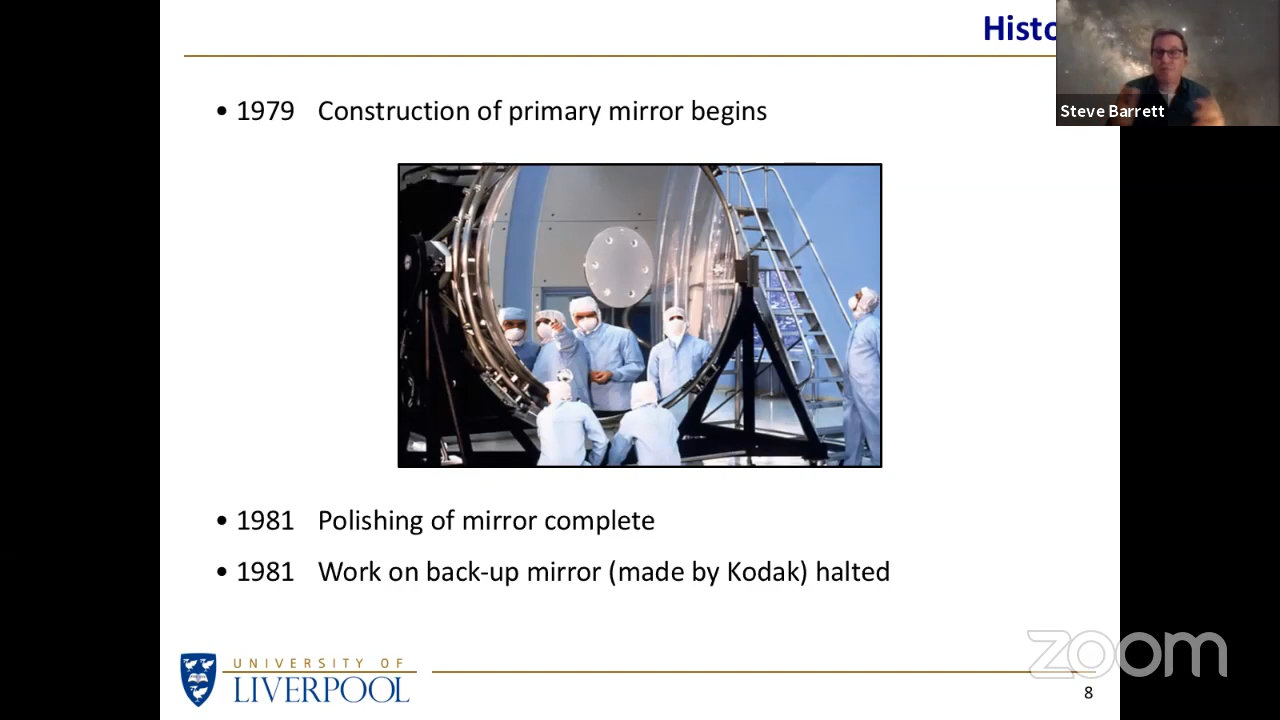 Histo
Steve Barrett
• 1979 Construction of primary mirror begins
• 1981 Polishing of mirror complete
• 1981 Work on back-up mirror (made by Kodak) halted
UNIVERSITY OF
LIVERPOOL
zoom
8